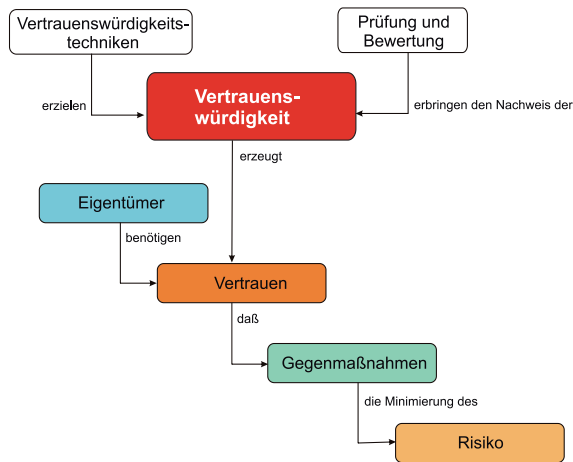 Vertrauenswürdigkeits-
techniken
Prüfung und
Bewertung
erzielen
Vertrauens-
würdigkeit
erbringen den Nachweis der
erzeugt
Eigentümer
benötigen
Vertrauen
daß
Gegenmaßnahmen
die Minimierung des
Risiko